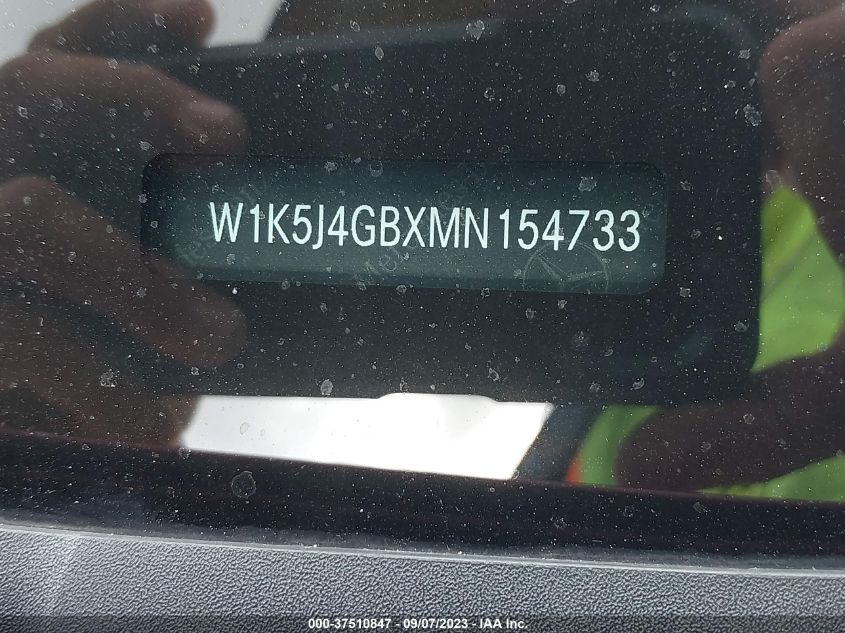 W1K5J4GBXMN154733
000-37510847 - 09/07/2023 - IAA Inc.